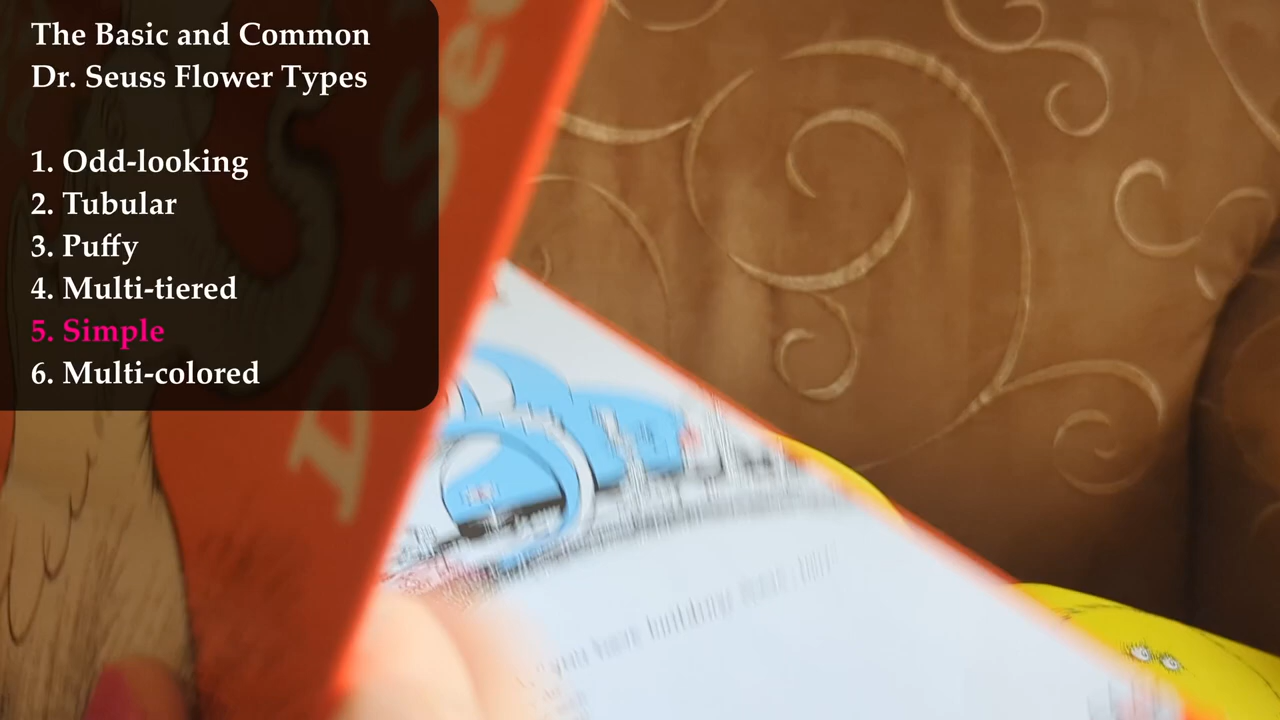 The Basic and Common
Dr. Seuss Flower Types
1. Odd-looking
2. Tubular
3. Puffy
4. Multi-tiered
5. Simple
6. Multi-colored
Dr. Seu